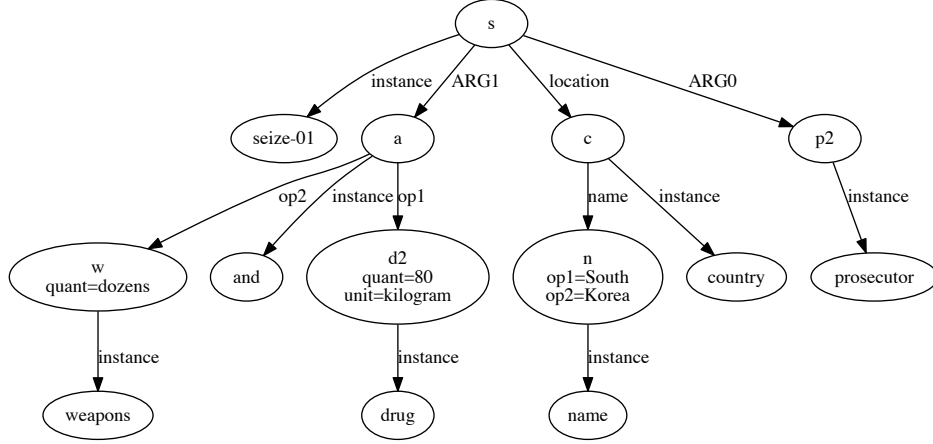 s
instance
ARG1
location
ARG0
seize-01
a
c
p2
op2
instance
op1
name
instance
instance
w
quant=dozens
and
d2
quant=80
unit=kilogram
n
op1=South
op2=Korea
country
prosecutor
instance
instance
instance
weapons
drug
name